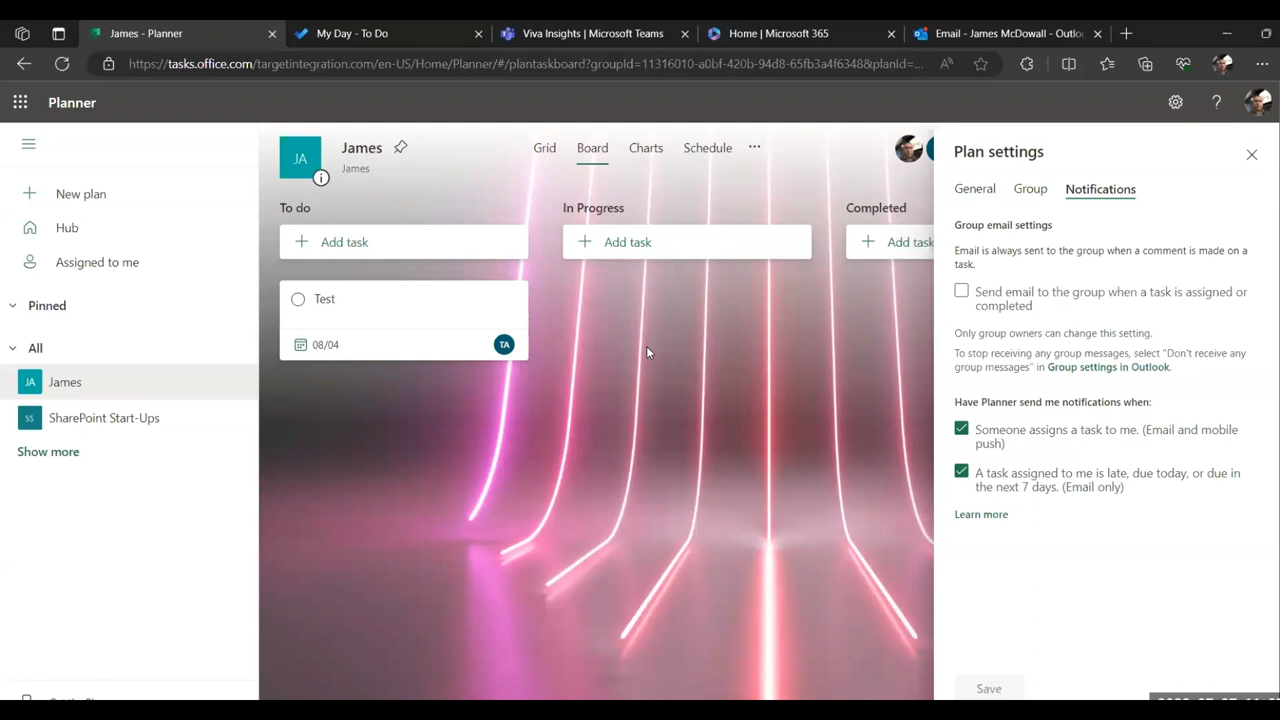 James - Planner
My Day - To Do
Viva Insights | Microsoft Teams
Home | Microsoft 365
Email - James McDowall - Outloo
https://tasks.office.com/targetintegration.com/en-US/Home/Planner/#/plantaskboard?groupId=11316010-a0bf-420b-94d8-65fb3a4f6348&planId=...
Planner
New plan
Hub
Assigned to me
Pinned
All
JA James
SS SharePoint Start-Ups
Show more
JA
James
James
Grid
Board
Charts
Schedule
To do
Add task
Test
08/04
TA
In Progress
Add task
Completed
Add task
Plan settings
General
Group
Notifications
Group email settings
Email is always sent to the group when a comment is made on a
task.
Send email to the group when a task is assigned or
completed
Only group owners can change this setting.
To stop receiving any group messages, select "Don't receive any
group messages" in Group settings in Outlook.
Have Planner send me notifications when:
Someone assigns a task to me. (Email and mobile
push)
A task assigned to me is late, due today, or due in
the next 7 days. (Email only)
Learn more
Save